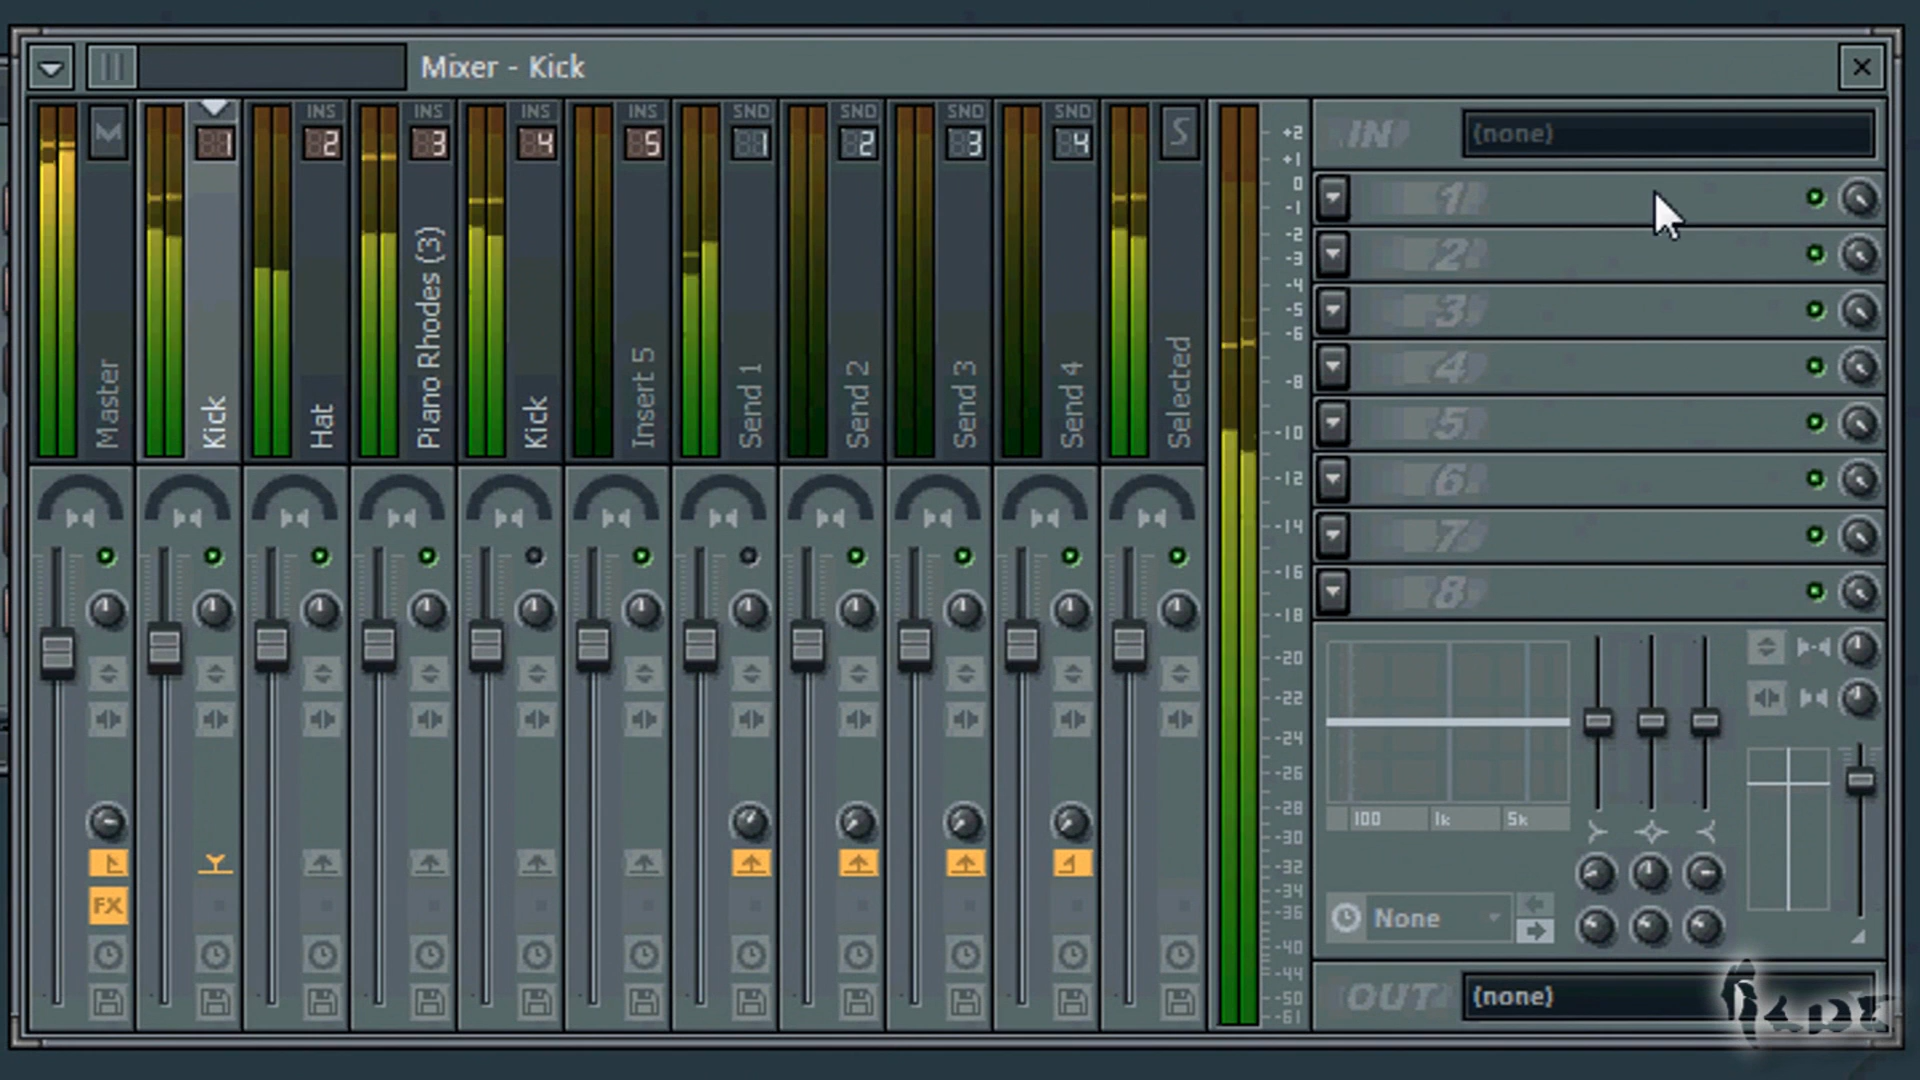 Mixer - Kick
INS INS INS INS SND SND SND SND
M 1 2 3 4 5 1 2 3 4 S
Master
Kick
Hat
Piano Rhodes (3)
Kick
Insert 5
Send 1
Send 2
Send 3
Send 4
Selected
FX
+2
+1
0
-1
-2
-3
-4
-5
-6
-8
-10
-12
-14
-16
-18
-20
-22
-24
-26
-28
-30
-32
-34
-36
-40
-44
-50
-61
IN (none)
1
2
3
4
5
6
7
8
100 1k 5k
None
OUT (none)